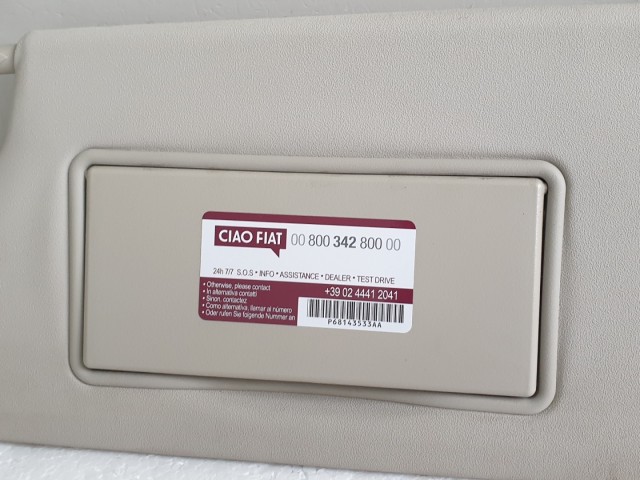 CIAO FIAT 00 800 342 800 00
24h 7/7 S.O.S • INFO • ASSISTANCE • DEALER • TEST DRIVE
• Otherwise, please contact
• In alternativa contatti
• Sinon, contactez
• Como alternativa, llamar al número
• Oder rufen Sie folgende Nummer an
+39 02 4441 2041
P68143533AA